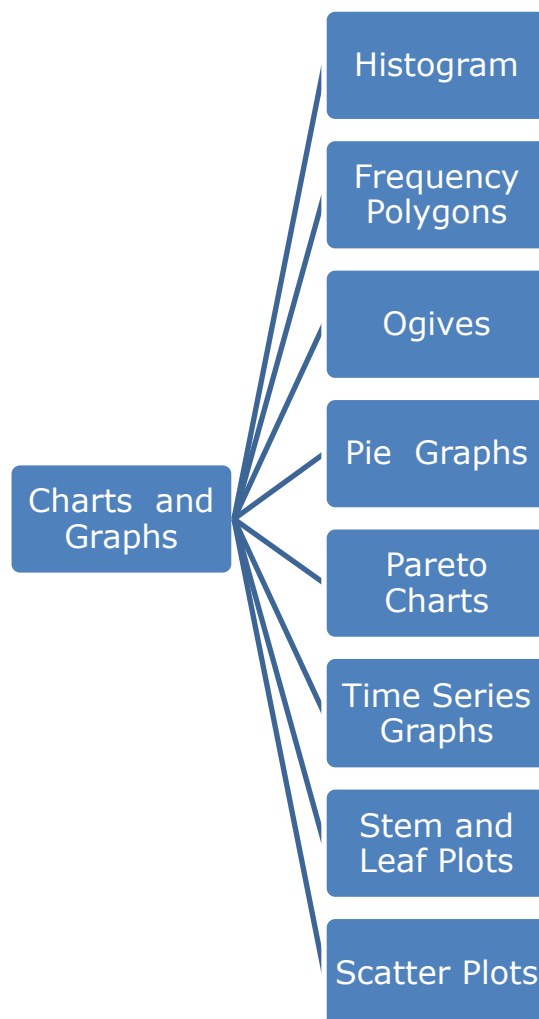 Histogram
Frequency
Polygons
Ogives
Pie  Graphs
Charts  and
Graphs
Pareto
Charts
Time Series
Graphs
Stem and
Leaf Plots
Scatter Plots